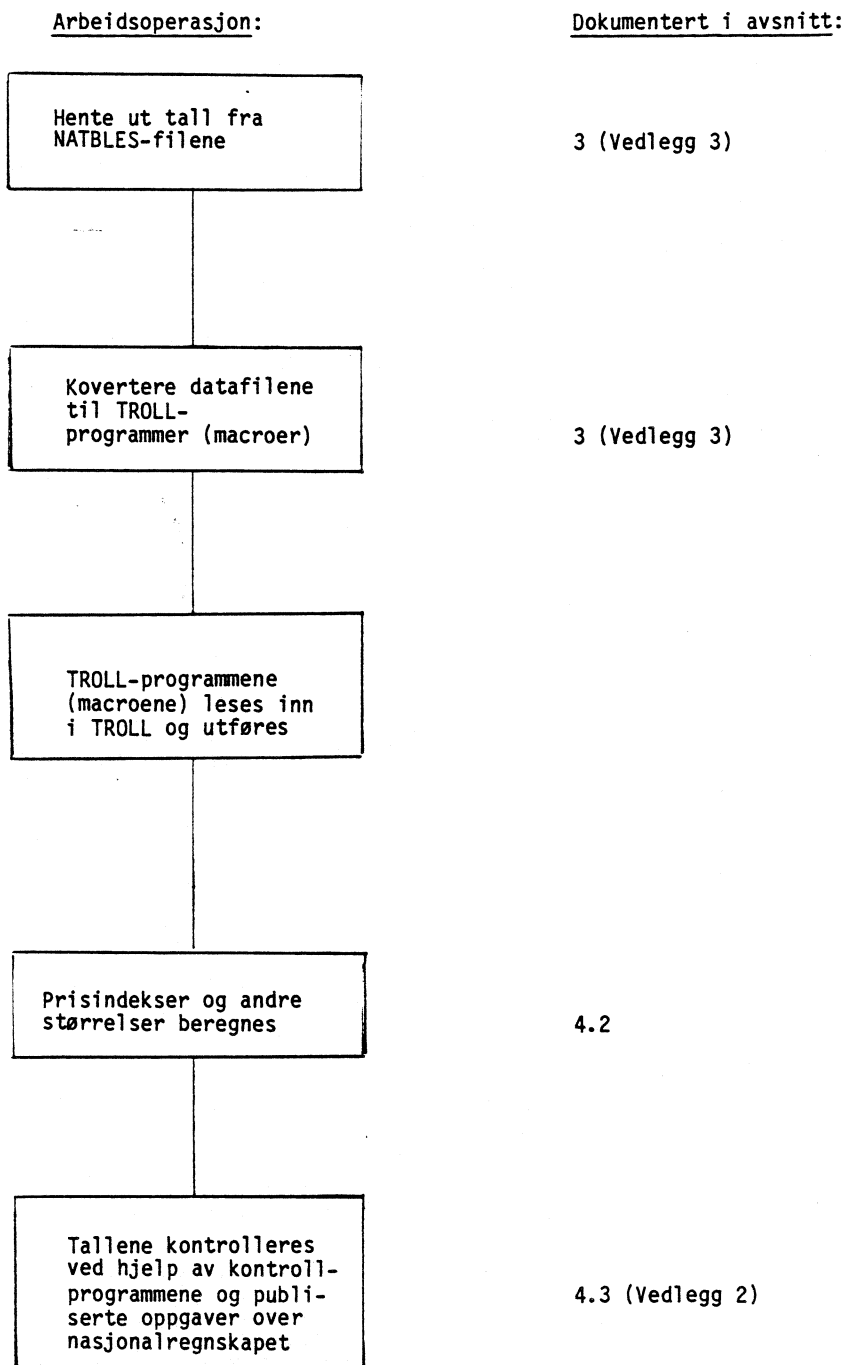 Arbeidsoperasjon: Dokumentert i avsnitt:
Hente ut tall fra
NATBLES-filene
3 (Vedlegg 3)
Kovertere datafilene
til TROLL-
programmer (macroer)
3 (Vedlegg 3)
TROLL-programmene
(macroene) leses inn
i TROLL og utføres
Prisindekser og andre
størrelser beregnes
4.2
Tallene kontrolleres
ved hjelp av kontroll-
programmene og publi-
serte oppgaver over
nasjonalregnskapet
4.3 (Vedlegg 2)